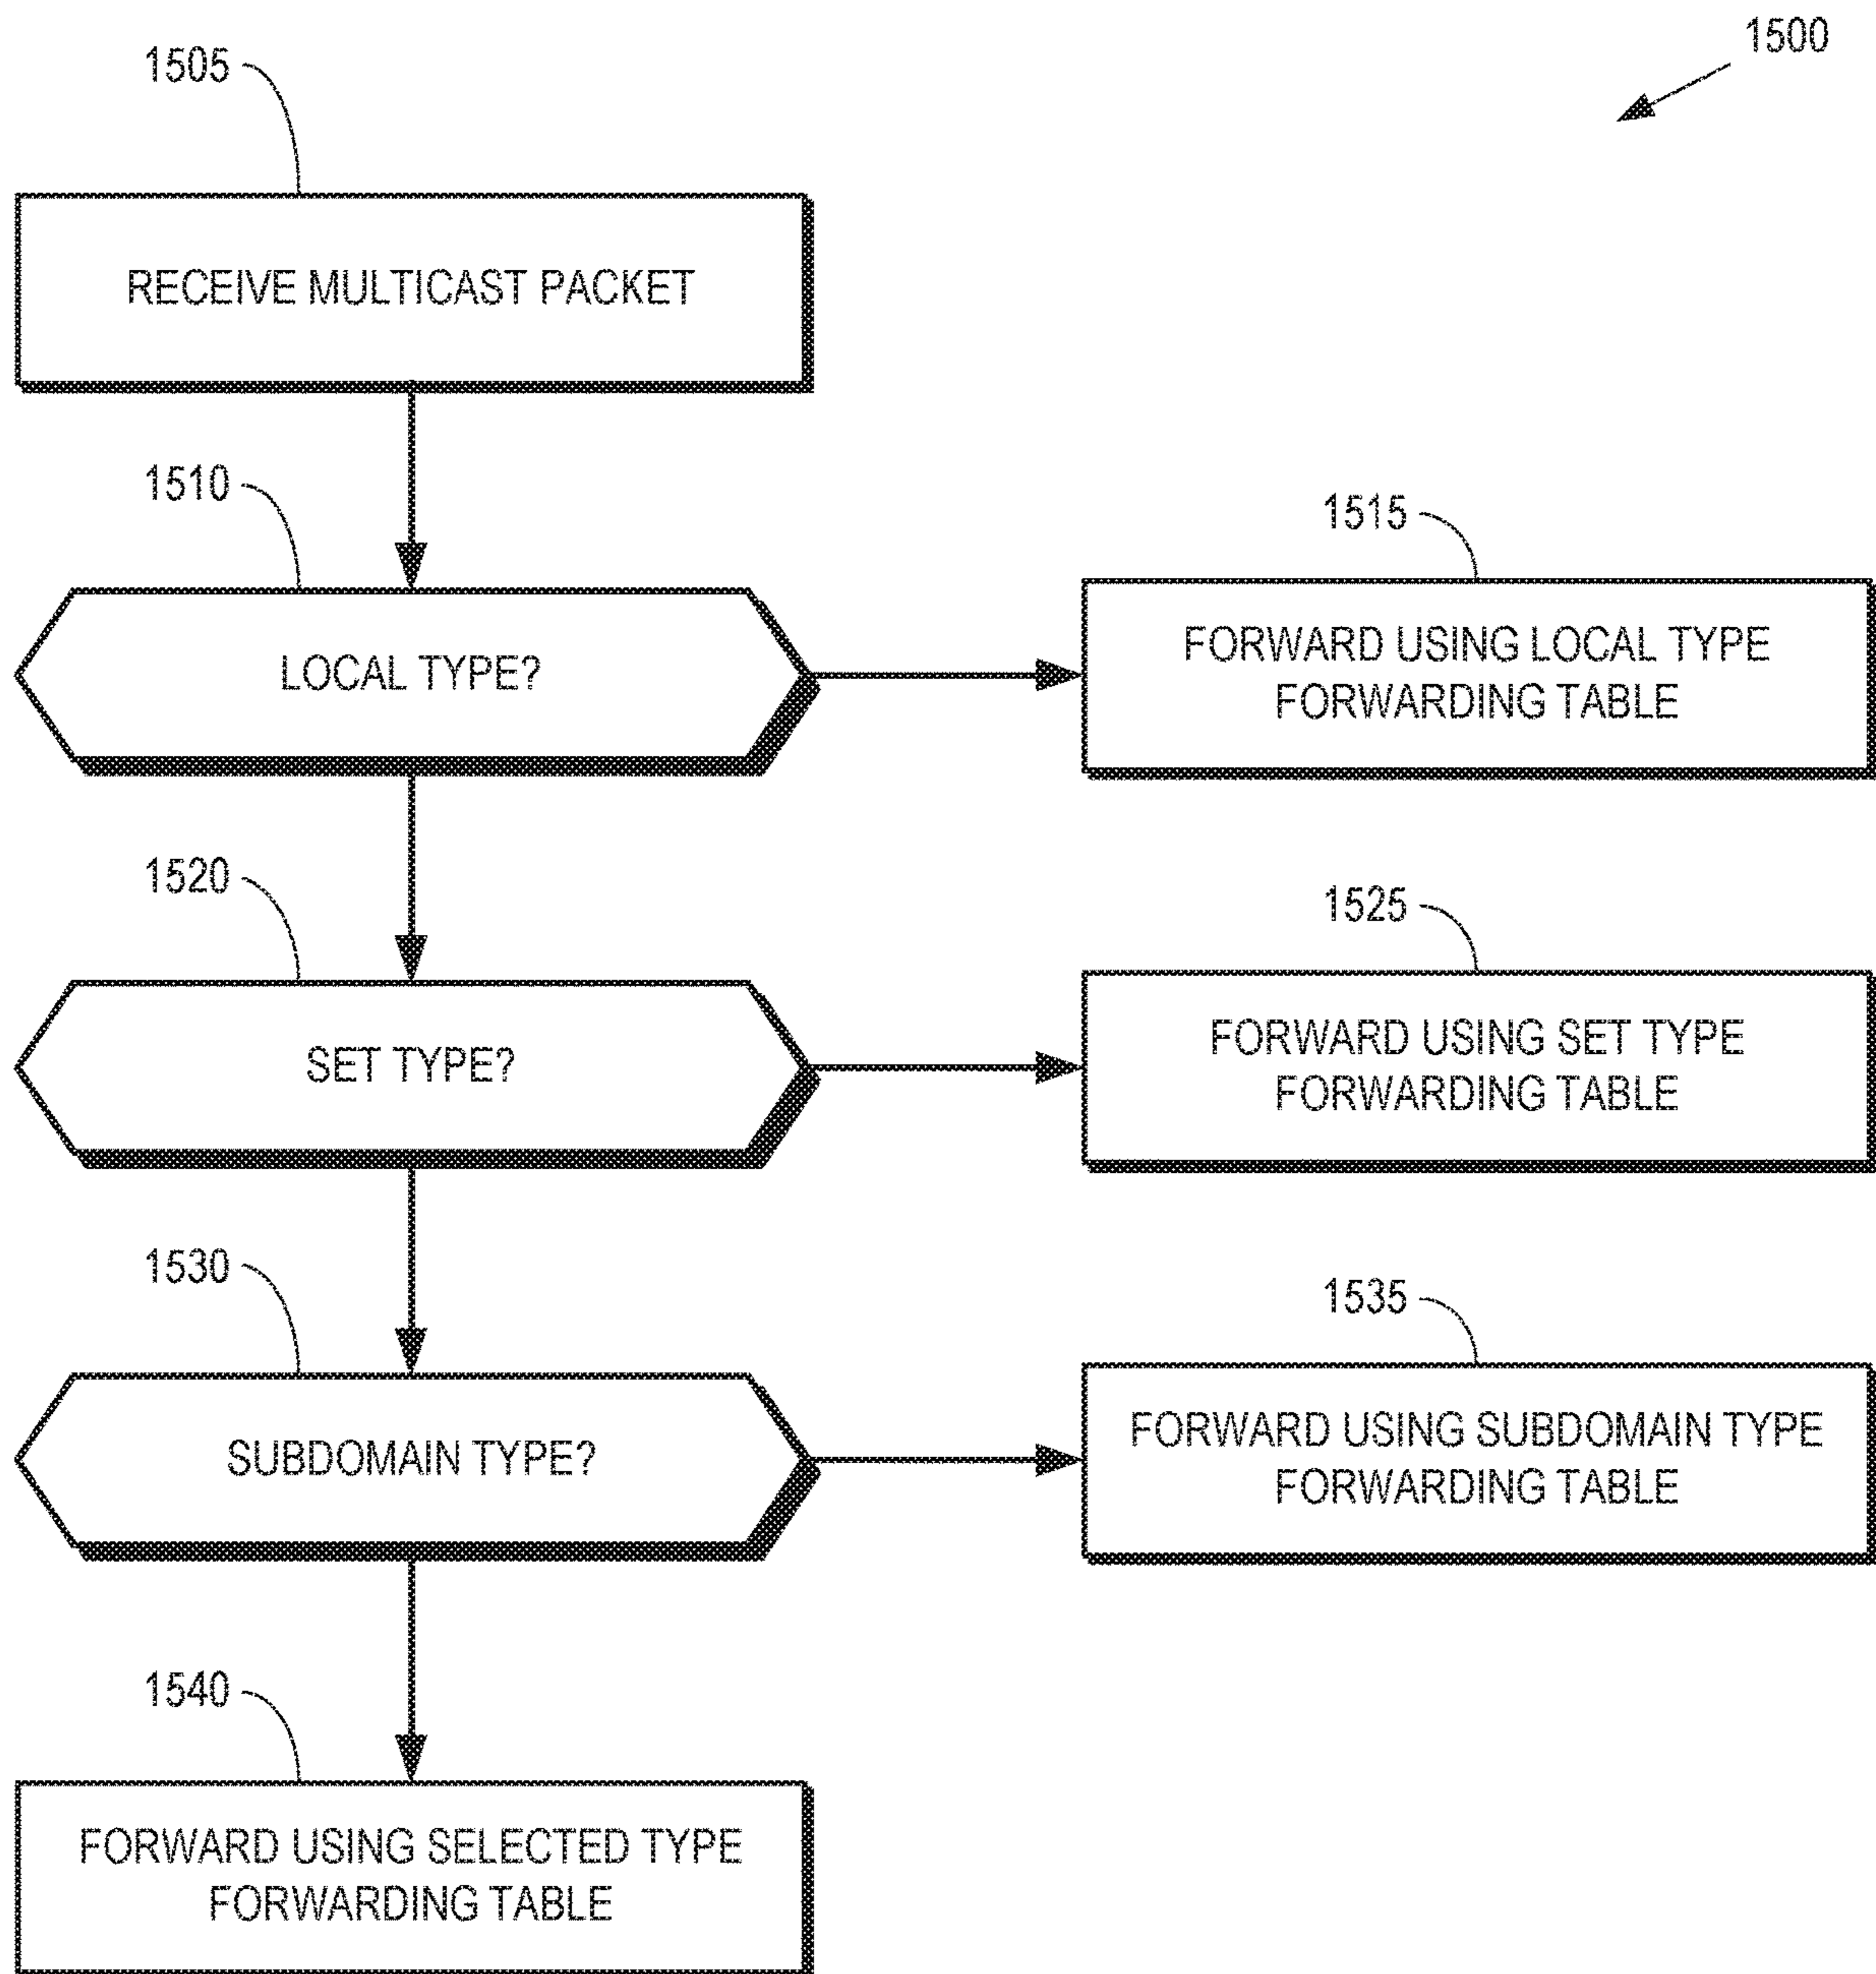 1500
1505
RECEIVE MULTICAST PACKET
1510
LOCAL TYPE?
1515
FORWARD USING LOCAL TYPE
FORWARDING TABLE
1520
SET TYPE?
1525
FORWARD USING SET TYPE
FORWARDING TABLE
1530
SUBDOMAIN TYPE?
1535
FORWARD USING SUBDOMAIN TYPE
FORWARDING TABLE
1540
FORWARD USING SELECTED TYPE
FORWARDING TABLE